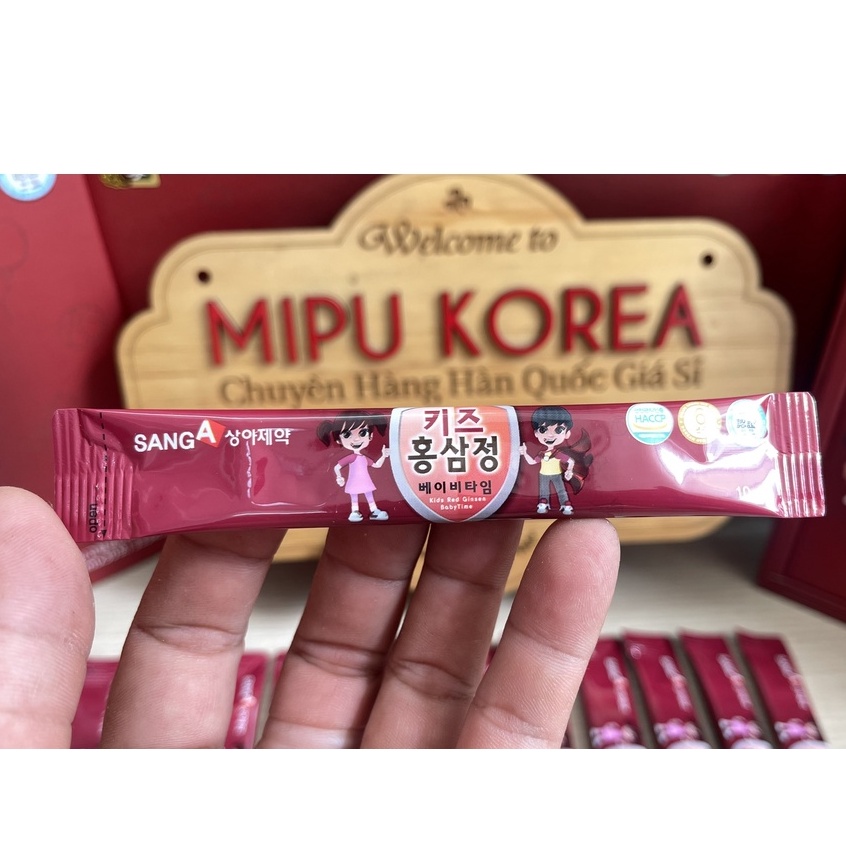 Welcome to
MIPU KOREA
Chuyên Hàng Hàn Quốc Giá Sỉ
SANGA 상아제약
키즈
홍삼정
베이비타임
Kids Red Ginsen
BabyTime
HACCP
open